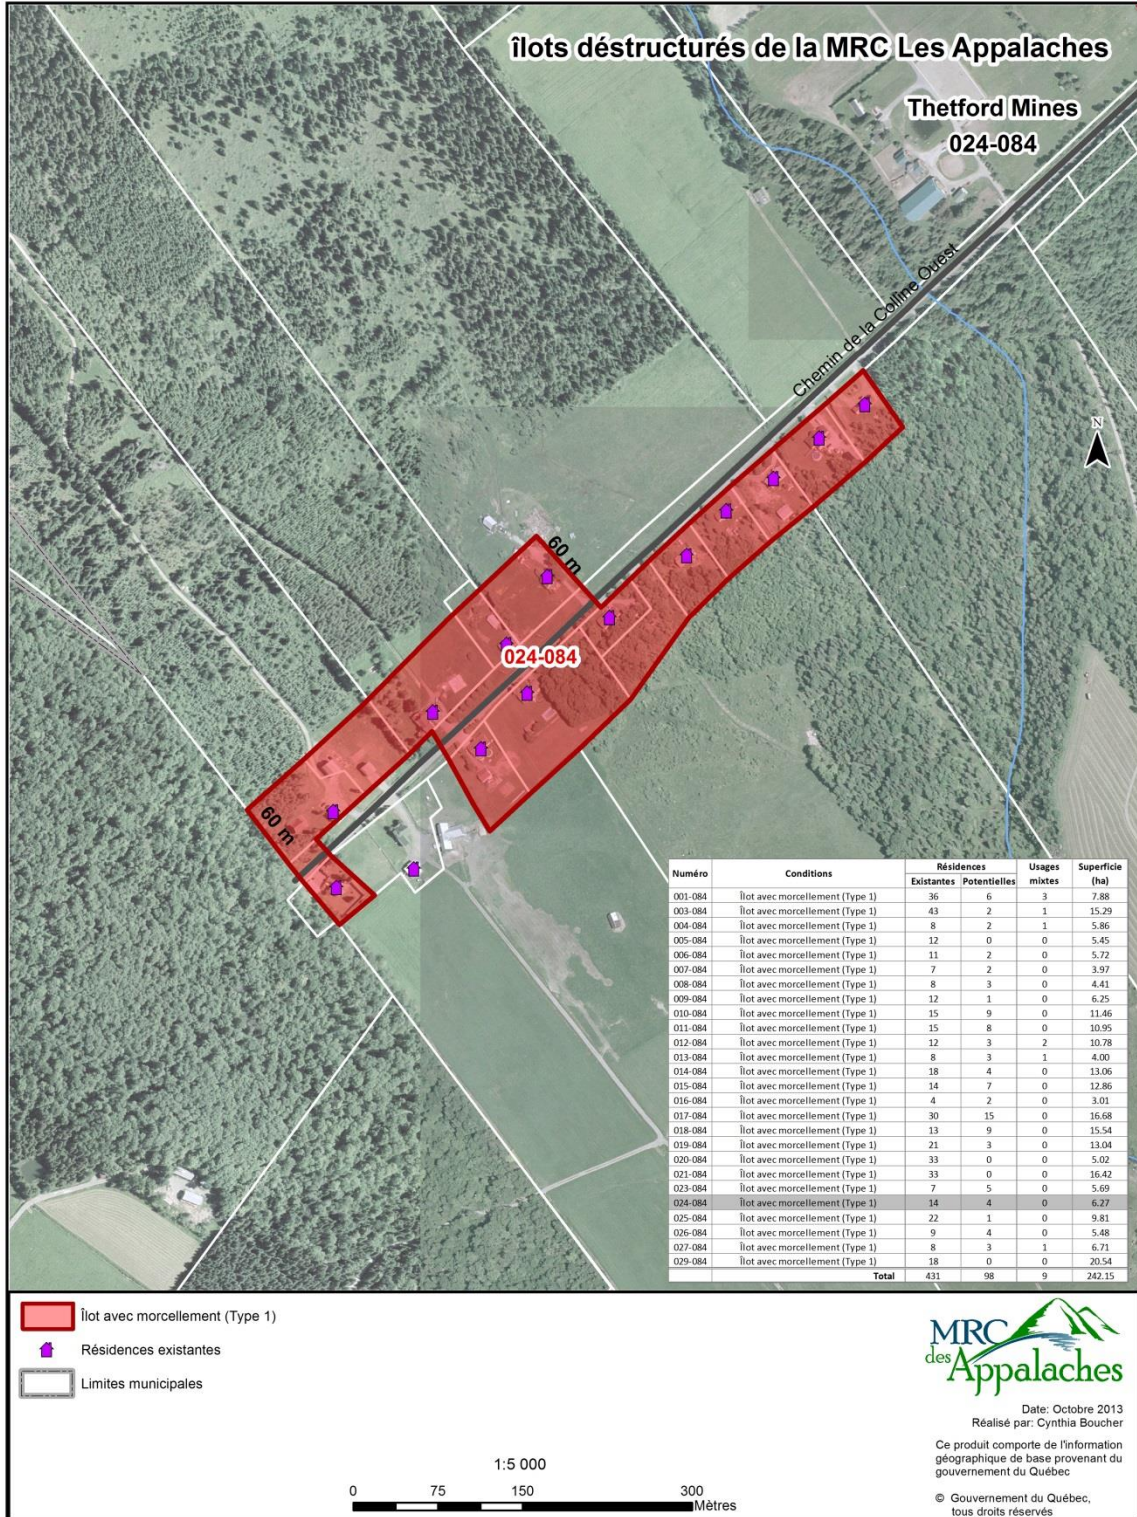 îlots déstructurés de la MRC Les Appalaches
Thetford Mines
024-084
Chemin de la Colline Ouest
N
60 m
024-084
60 m
Numéro Conditions Résidences Usages mixtes Superficie (ha)
Existantes Potentielles
001-084 Îlot avec morcellement (Type 1) 36 6 3 7.88
003-084 Îlot avec morcellement (Type 1) 43 2 1 15.29
004-084 Îlot avec morcellement (Type 1) 8 2 1 5.86
005-084 Îlot avec morcellement (Type 1) 12 0 0 5.45
006-084 Îlot avec morcellement (Type 1) 11 2 0 5.72
007-084 Îlot avec morcellement (Type 1) 7 2 0 3.97
008-084 Îlot avec morcellement (Type 1) 8 3 0 4.41
009-084 Îlot avec morcellement (Type 1) 12 1 0 6.25
010-084 Îlot avec morcellement (Type 1) 15 9 0 11.46
011-084 Îlot avec morcellement (Type 1) 15 8 0 10.95
012-084 Îlot avec morcellement (Type 1) 12 3 2 10.78
013-084 Îlot avec morcellement (Type 1) 8 3 1 4.00
014-084 Îlot avec morcellement (Type 1) 18 4 0 13.06
015-084 Îlot avec morcellement (Type 1) 14 7 0 12.86
016-084 Îlot avec morcellement (Type 1) 4 2 0 3.01
017-084 Îlot avec morcellement (Type 1) 30 15 0 16.68
018-084 Îlot avec morcellement (Type 1) 13 9 0 15.54
019-084 Îlot avec morcellement (Type 1) 21 3 0 13.04
020-084 Îlot avec morcellement (Type 1) 33 0 0 5.02
021-084 Îlot avec morcellement (Type 1) 33 0 0 16.42
023-084 Îlot avec morcellement (Type 1) 7 5 0 5.69
024-084 Îlot avec morcellement (Type 1) 14 4 0 6.27
025-084 Îlot avec morcellement (Type 1) 22 1 0 9.81
026-084 Îlot avec morcellement (Type 1) 9 4 0 5.48
027-084 Îlot avec morcellement (Type 1) 8 3 1 6.71
029-084 Îlot avec morcellement (Type 1) 18 0 0 20.54
Total 431 98 9 242.15
Îlot avec morcellement (Type 1)
Résidences existantes
Limites municipales
1:5 000
0 75 150 300
Mètres
MRC
des Appalaches
Date: Octobre 2013
Réalisé par: Cynthia Boucher
Ce produit comporte de l'information
géographique de base provenant du
gouvernement du Québec
© Gouvernement du Québec,
tous droits réservés